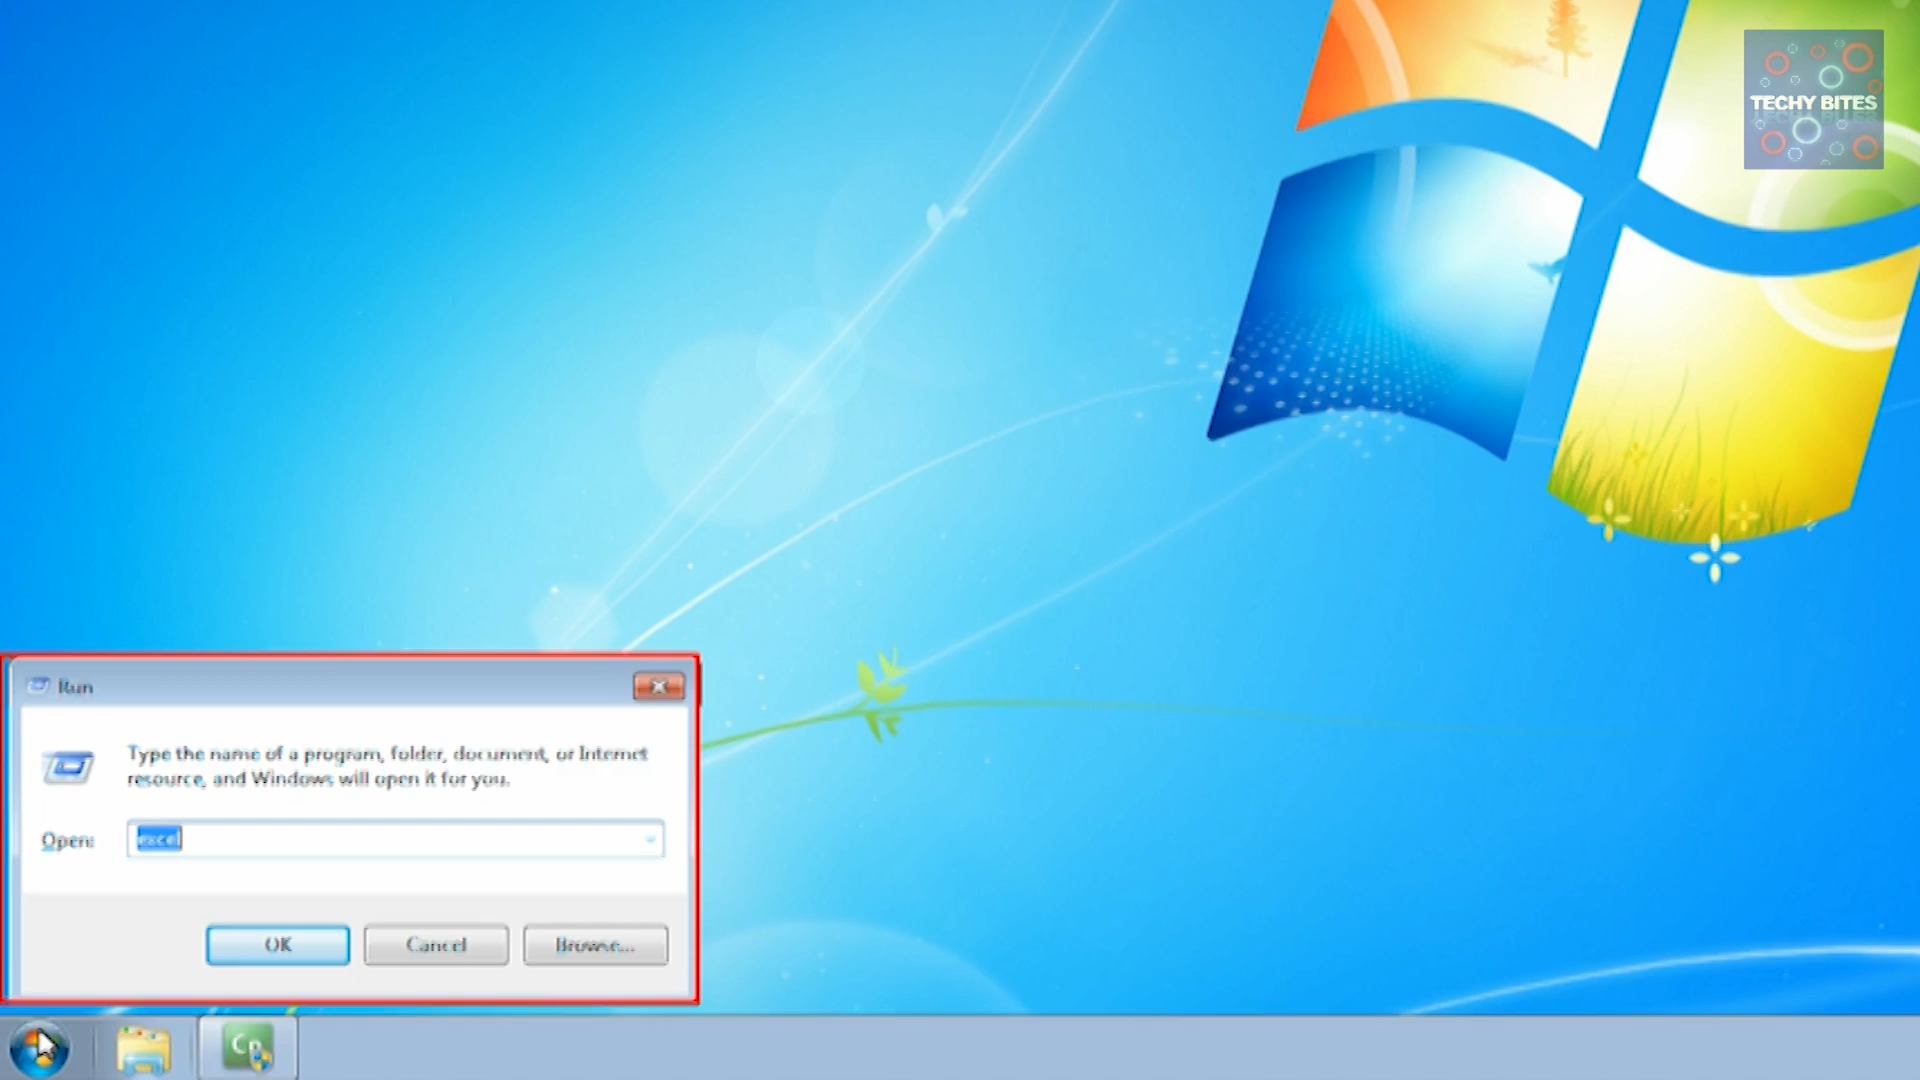 TECHY BITES
Run
Type the name of a program, folder, document, or Internet
resource, and Windows will open it for you.
Open:
excel
OK
Cancel
Browse...
Cp